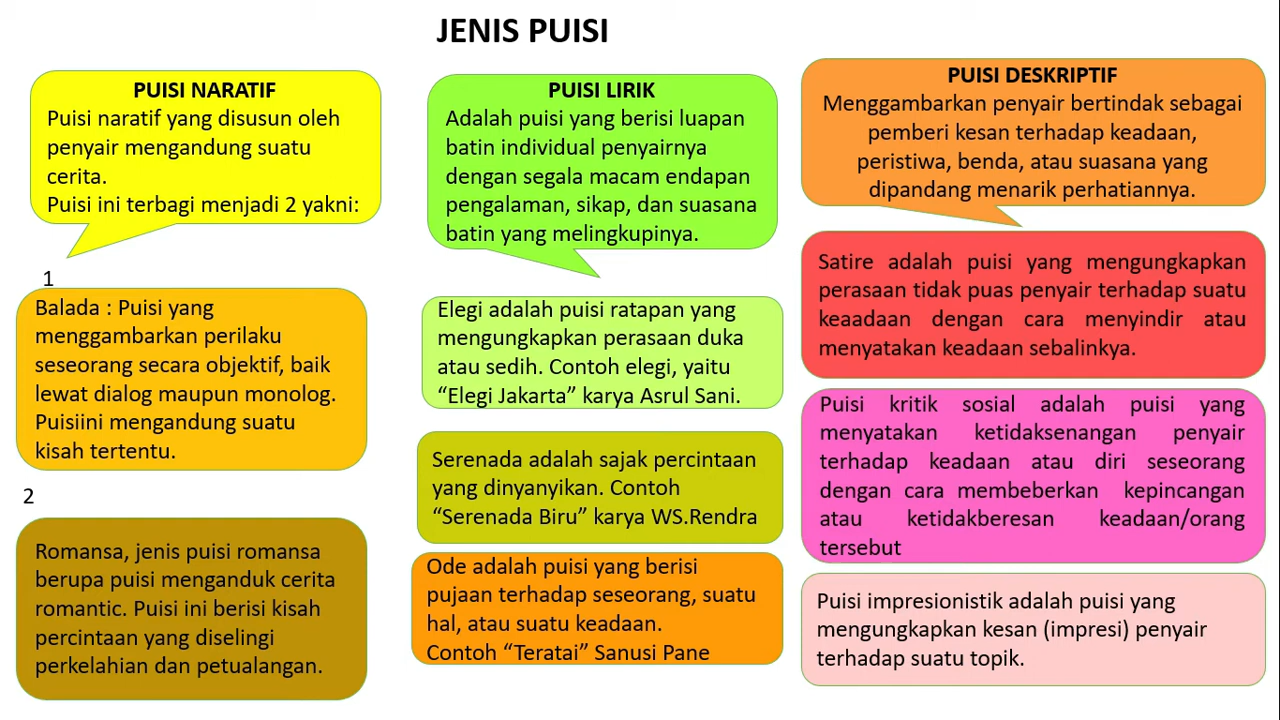 JENIS PUISI
PUISI NARATIF
Puisi naratif yang disusun oleh
penyair mengandung suatu
cerita.
Puisi ini terbagi menjadi 2 yakni:
1
Balada : Puisi yang
menggambarkan perilaku
seseorang secara objektif, baik
lewat dialog maupun monolog.
Puisiini mengandung suatu
kisah tertentu.
2
Romansa, jenis puisi romansa
berupa puisi menganduk cerita
romantic. Puisi ini berisi kisah
percintaan yang diselingi
perkelahian dan petualangan.
PUISI LIRIK
Adalah puisi yang berisi luapan
batin individual penyairnya
dengan segala macam endapan
pengalaman, sikap, dan suasana
batin yang melingkupinya.
Elegi adalah puisi ratapan yang
mengungkapkan perasaan duka
atau sedih. Contoh elegi, yaitu
“Elegi Jakarta” karya Asrul Sani.
Serenada adalah sajak percintaan
yang dinyanyikan. Contoh
“Serenada Biru” karya WS.Rendra
Ode adalah puisi yang berisi
pujaan terhadap seseorang, suatu
hal, atau suatu keadaan.
Contoh “Teratai” Sanusi Pane
PUISI DESKRIPTIF
Menggambarkan penyair bertindak sebagai
pemberi kesan terhadap keadaan,
peristiwa, benda, atau suasana yang
dipandang menarik perhatiannya.
Satire adalah puisi yang mengungkapkan
perasaan tidak puas penyair terhadap suatu
keaadaan dengan cara menyindir atau
menyatakan keadaan sebalinkya.
Puisi kritik sosial adalah puisi yang
menyatakan ketidaksenangan penyair
terhadap keadaan atau diri seseorang
dengan cara membeberkan kepincangan
atau ketidakberesan keadaan/orang
tersebut
Puisi impresionistik adalah puisi yang
mengungkapkan kesan (impresi) penyair
terhadap suatu topik.